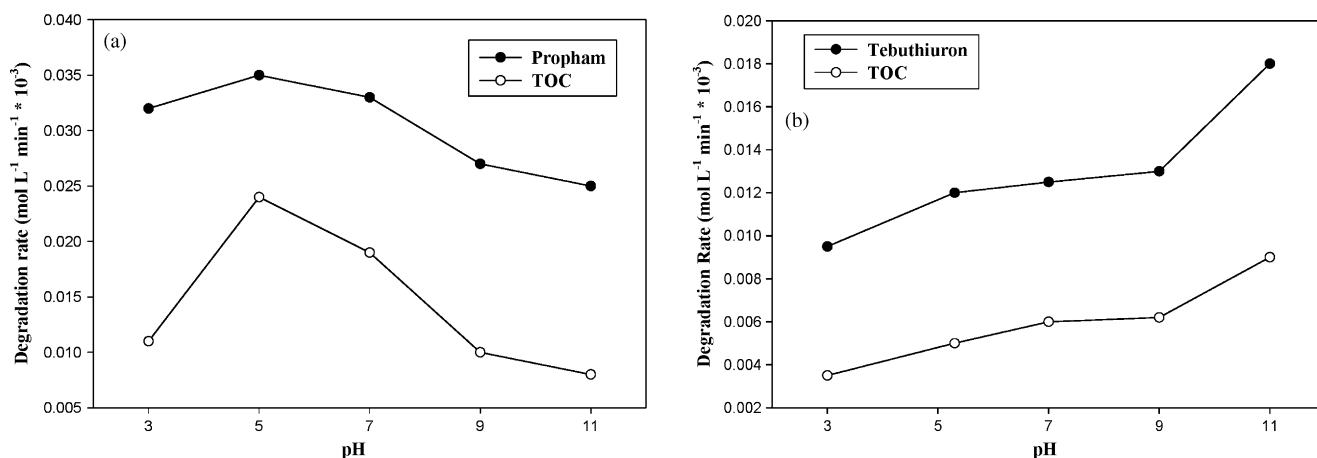 (a)
Propham
TOC
Degradation rate (mol L⁻¹ min⁻¹ * 10⁻³)
0.040
0.035
0.030
0.025
0.020
0.015
0.010
0.005
3 5 7 9 11
pH
Tebuthiuron
TOC
(b)
Degradation Rate (mol L⁻¹ min⁻¹ * 10⁻³)
0.020
0.018
0.016
0.014
0.012
0.010
0.008
0.006
0.004
0.002
3 5 7 9 11
pH